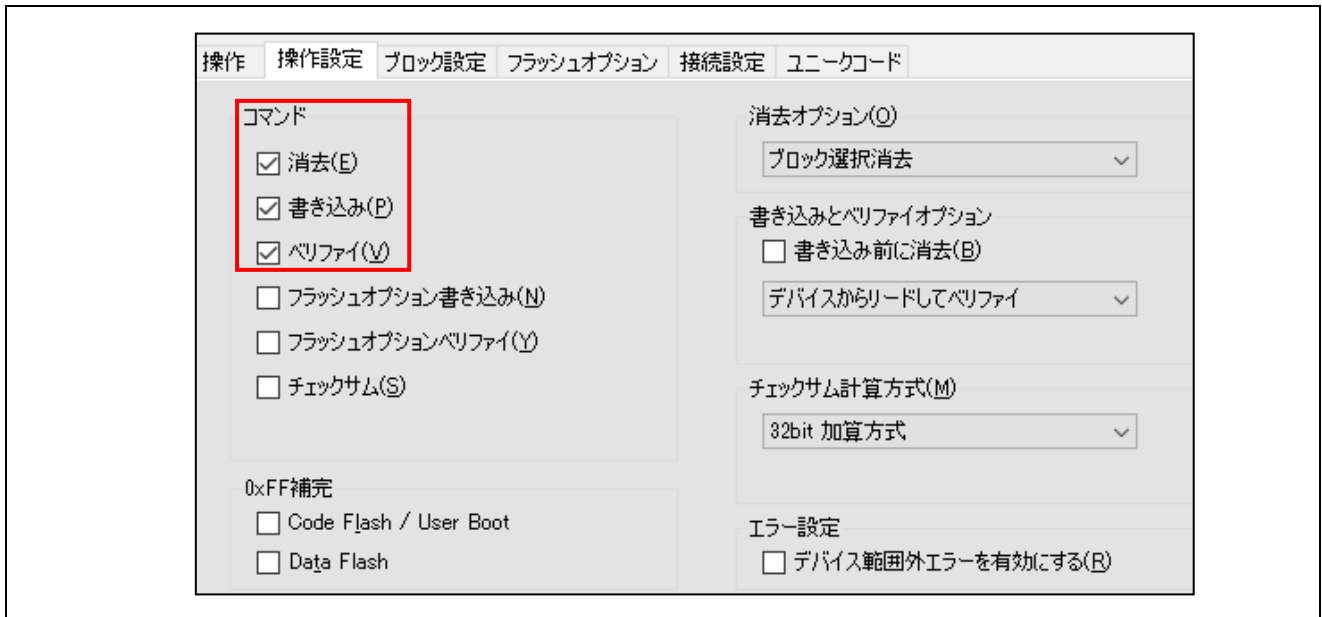 操作 操作設定 ブロック設定 フラッシュオプション 接続設定 ユニークコード
コマンド
消去(E)
書き込み(P)
ベリファイ(V)
フラッシュオプション書き込み(N)
フラッシュオプションベリファイ(Y)
チェックサム(S)
0xFF補完
Code Flash / User Boot
Data Flash
消去オプション(O)
ブロック選択消去
書き込みとベリファイオプション
書き込み前に消去(B)
デバイスからリードしてベリファイ
チェックサム計算方式(M)
32bit 加算方式
エラー設定
デバイス範囲外エラーを有効にする(R)